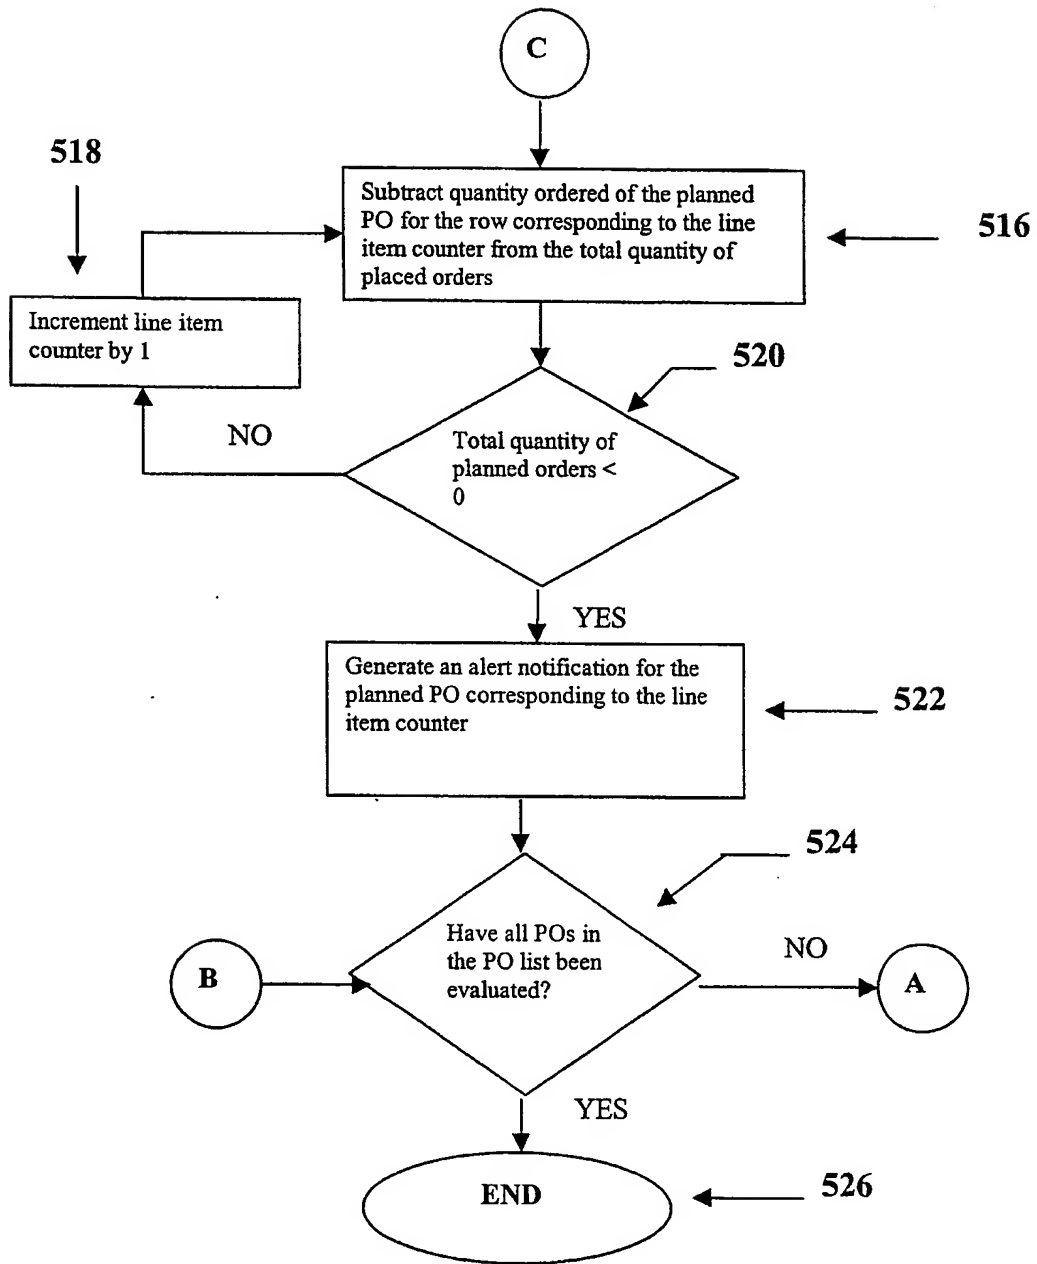 C
518
Subtract quantity ordered of the planned
PO for the row corresponding to the line
item counter from the total quantity of
placed orders
516
Increment line item
counter by 1
520
NO
Total quantity of
planned orders <
0
YES
Generate an alert notification for the
planned PO corresponding to the line
item counter
522
524
Have all POs in
the PO list been
evaluated?
NO
B
A
YES
END
526